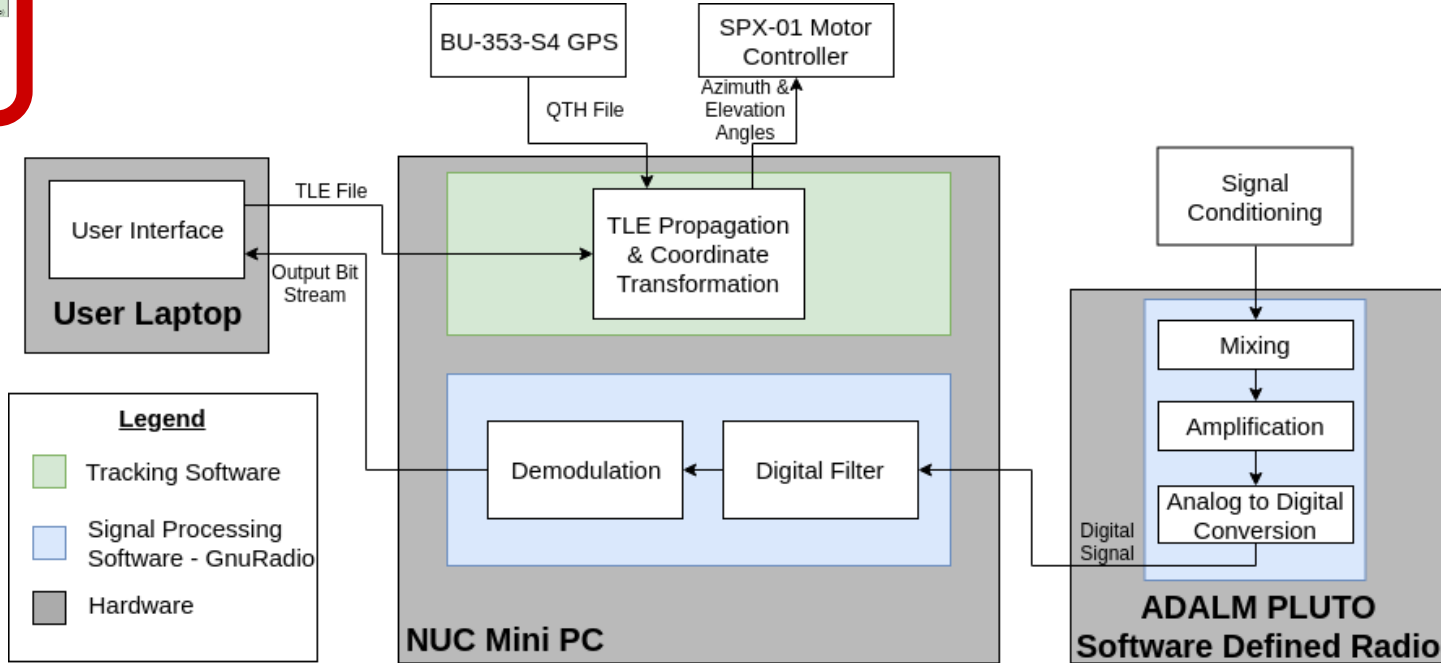 BU-353-S4 GPS
SPX-01 Motor
Controller
QTH File
Azimuth &
Elevation
Angles
User Interface
User Laptop
TLE File
Output Bit
Stream
TLE Propagation
& Coordinate
Transformation
Signal
Conditioning
Mixing
Amplification
Analog to Digital
Conversion
Digital
Signal
ADALM PLUTO
Software Defined Radio
Demodulation
Digital Filter
NUC Mini PC
Legend
Tracking Software
Signal Processing
Software - GnuRadio
Hardware